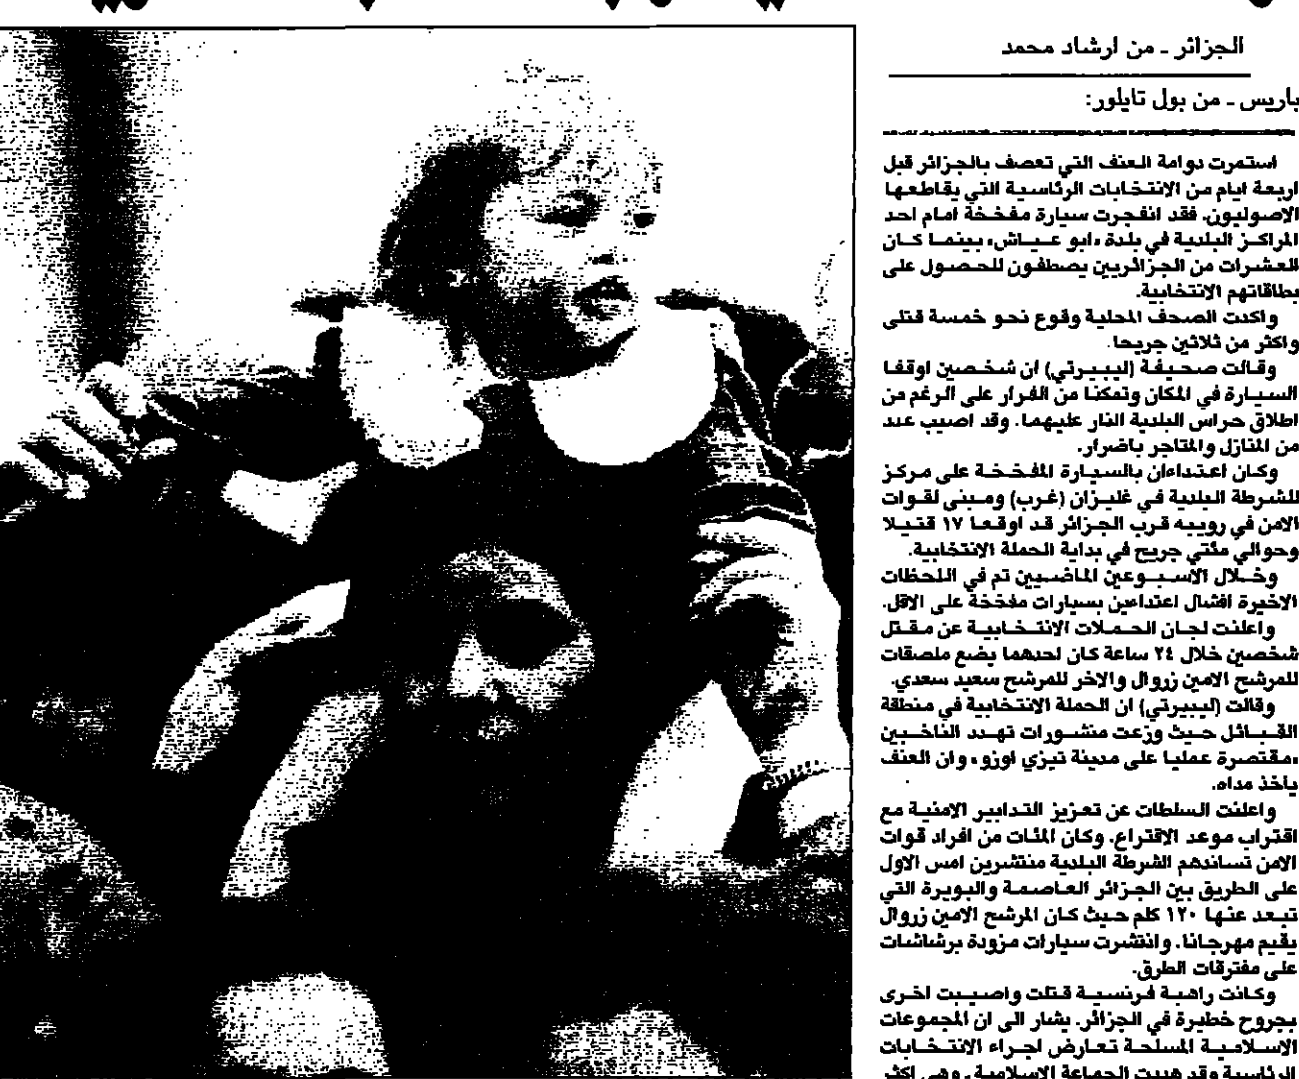 الجزائر ـ من ارشاد محمد
باريس ـ من بول تايلور:
استمرت دوامة العنف التي تعصف بالجزائر قبل
اربعة ايام من الانتخابات الرئاسية التي يقاطعها
الاصوليون. فقد انفجرت سيارة مفخخة امام احد
المراكز البلدية في بلدة «ابو عياش» بينما كان
العشرات من الجزائريين يصطفون للحصول على
بطاقاتهم الانتخابية.
واكدت الصحف المحلية وقوع نحو خمسة قتلى
واكثر من ثلاثين جريحا.
وقالت صحيفة (ليبيرتي) ان شخصين اوقفا
السيارة في المكان وتمكنا من الفرار على الرغم من
اطلاق حراس البلدية النار عليهما. وقد اصيب عدد
من المنازل والمتاجر باضرار.
وكان اعتداءان بالسيارة المفخخة على مركز
للشرطة البلدية في غليزان (غرب) ومبنى لقوات
الامن في رويبه قرب الجزائر قد اوقعا ١٧ قتيلا
وحوالي مئتي جريح في بداية الحملة الانتخابية.
وخلال الاسبوعين الماضيين تم في اللحظات
الاخيرة افشال اعتداءين بسيارات مفخخة على الاقل.
واعلنت لجان الحملات الانتخابية عن مقتل
شخصين خلال ٢٤ ساعة كان احدهما يضع ملصقات
للمرشح الامين زروال والاخر للمرشح سعيد سعدي.
وقالت (ليبيرتي) ان الحملة الانتخابية في منطقة
القبائل حيث وزعت منشورات تهدد الناخبين
«مقتصرة عمليا على مدينة تيزي اوزو» وان العنف
ياخذ مداه.
واعلنت السلطات عن تعزيز التدابير الامنية مع
اقتراب موعد الاقتراع. وكان المئات من افراد قوات
الامن تساندهم الشرطة البلدية منتشرين امس الاول
على الطريق بين الجزائر العاصمة والبويرة التي
تبعد عنها ١٢٠ كلم حيث كان المرشح الامين زروال
يقيم مهرجانا. وانتشرت سيارات مزودة برشاشات
على مفترقات الطرق.
وكانت راهبة فرنسية قتلت واصيبت اخرى
بجروح خطيرة في الجزائر. يشار الى ان المجموعات
الاسلامية المسلحة تعارض اجراء الانتخابات
الرئاسية وقد هددت الجماعة الاسلامية، وهي اكثر